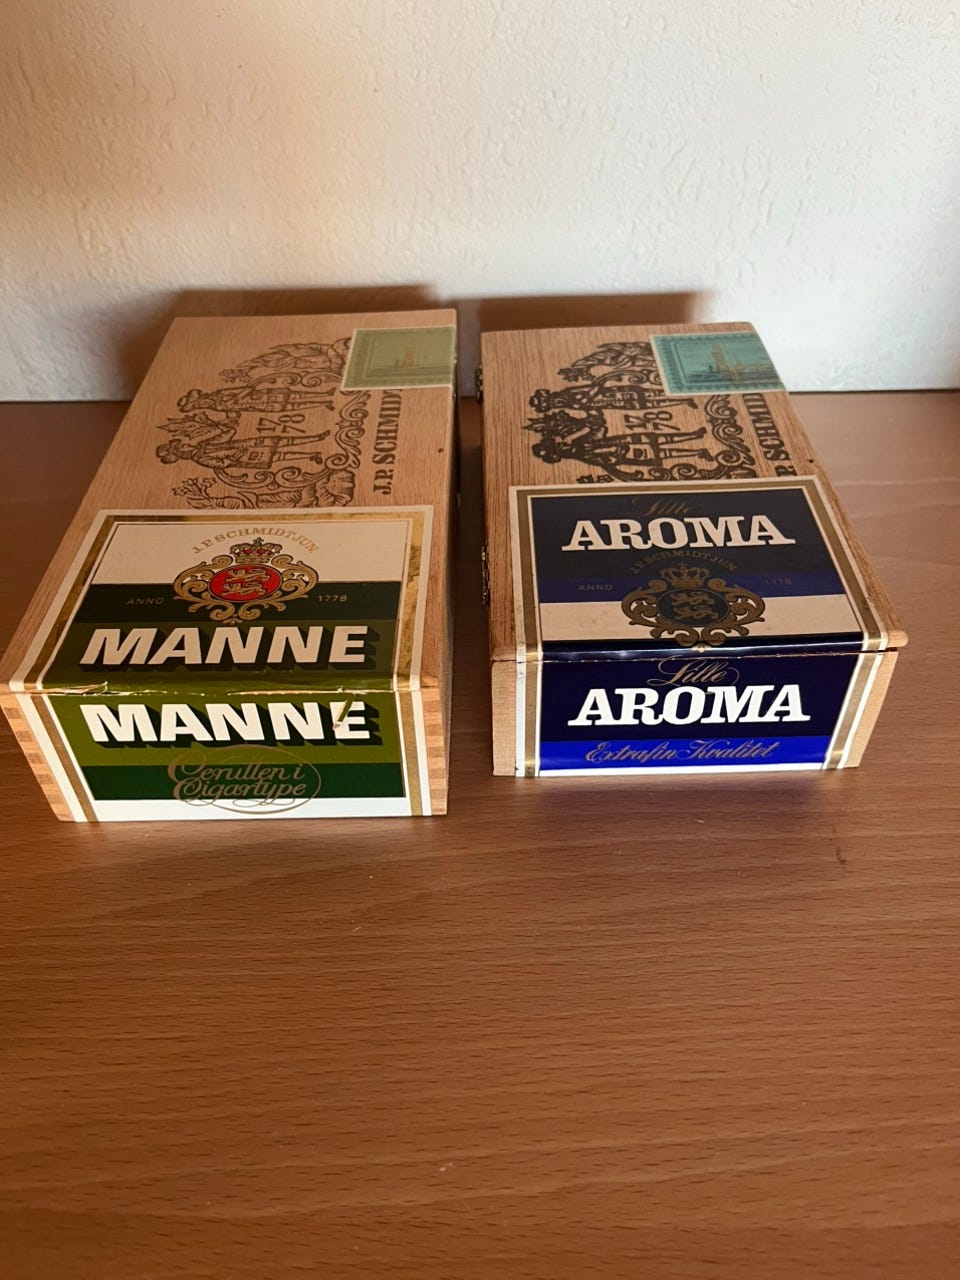 17
78
J.P. SCHMIDT
J.P.SCHMIDT JUN
ANNO 1778
MANNE
MANNE
Cerutten i
Cigartype
17
78
P. SCHMID
Lille
AROMA
J.P.SCHMIDT JUN
ANNO 1778
Lille
AROMA
Extrafin Kvalitet